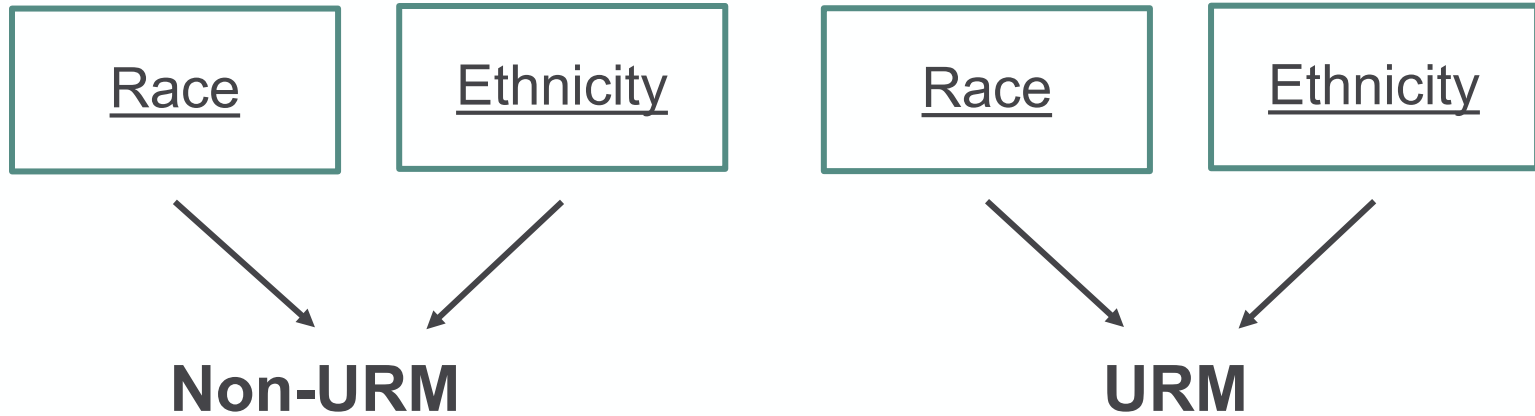 Race
Ethnicity
Race
Ethnicity
Non-URM
URM